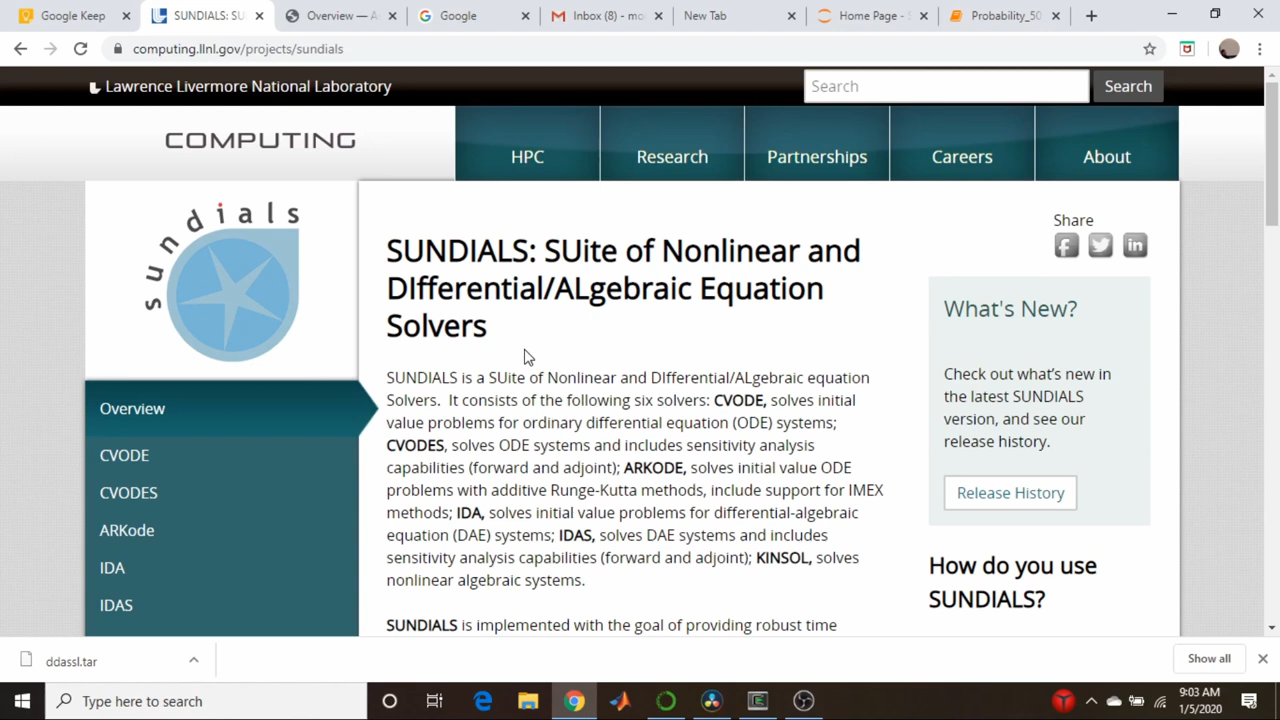 Google Keep
SUNDIALS: SU
Overview — A
Google
Inbox (8) - mo
New Tab
Home Page - S
Probability_50
computing.llnl.gov/projects/sundials
Lawrence Livermore National Laboratory
Search
Search
COMPUTING
HPC
Research
Partnerships
Careers
About
sundials
Share
SUNDIALS: SUite of Nonlinear and
DIfferential/ALgebraic Equation
Solvers
What's New?
Check out what's new in
the latest SUNDIALS
version, and see our
release history.
Release History
How do you use
SUNDIALS?
Overview
CVODE
CVODES
ARKode
IDA
IDAS
SUNDIALS is a SUite of Nonlinear and DIfferential/ALgebraic equation
Solvers. It consists of the following six solvers: CVODE, solves initial
value problems for ordinary differential equation (ODE) systems;
CVODES, solves ODE systems and includes sensitivity analysis
capabilities (forward and adjoint); ARKODE, solves initial value ODE
problems with additive Runge-Kutta methods, include support for IMEX
methods; IDA, solves initial value problems for differential-algebraic
equation (DAE) systems; IDAS, solves DAE systems and includes
sensitivity analysis capabilities (forward and adjoint); KINSOL, solves
nonlinear algebraic systems.
SUNDIALS is implemented with the goal of providing robust time
ddassl.tar
Show all
Type here to search
9:03 AM
1/5/2020